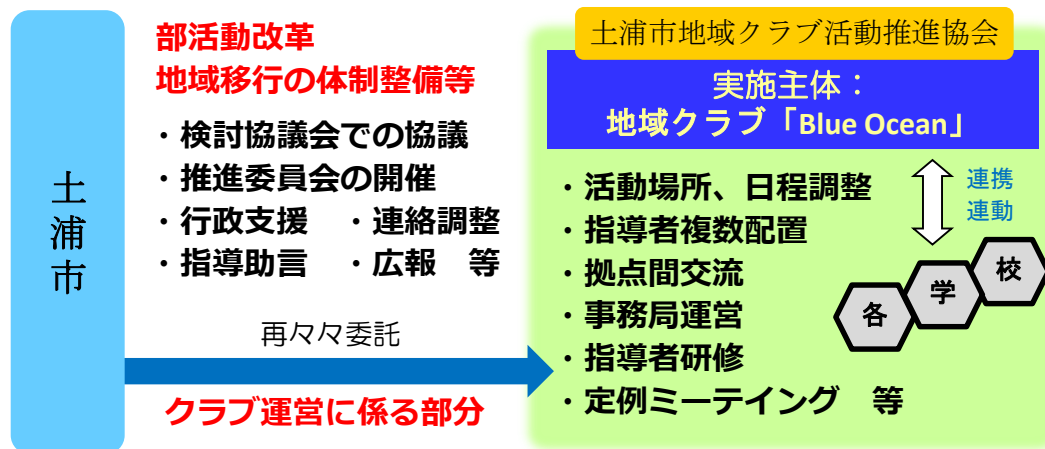 土浦市
部活動改革
地域移行の体制整備等
・検討協議会での協議
・推進委員会の開催
・行政支援　・連絡調整
・指導助言　・広報　等
再々々委託
クラブ運営に係る部分
土浦市地域クラブ活動推進協会
実施主体：
地域クラブ「Blue Ocean」
・活動場所、日程調整
・指導者複数配置
・拠点間交流
・事務局運営
・指導者研修
・定例ミーテイング　等
連携
連動
各学校